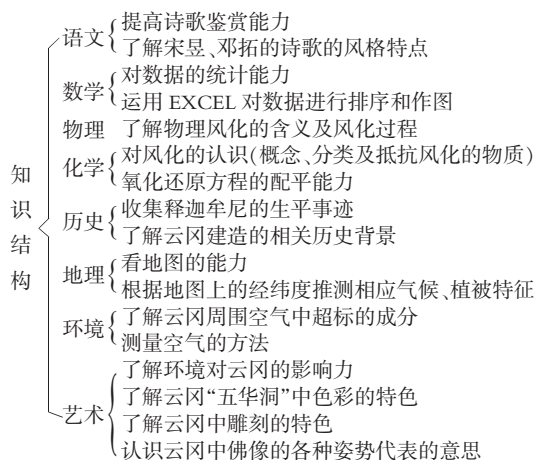 知识结构
语文
提高诗歌鉴赏能力
了解宋昱、邓拓的诗歌的风格特点
数学
对数据的统计能力
运用 EXCEL 对数据进行排序和作图
物理 了解物理风化的含义及风化过程
化学
对风化的认识(概念、分类及抵抗风化的物质)
氧化还原方程的配平能力
历史
收集释迦牟尼的生平事迹
了解云冈建造的相关历史背景
地理
看地图的能力
根据地图上的经纬度推测相应气候、植被特征
环境
了解云冈周围空气中超标的成分
测量空气的方法
艺术
了解环境对云冈的影响力
了解云冈“五华洞”中色彩的特色
了解云冈中雕刻的特色
认识云冈中佛像的各种姿势代表的意思